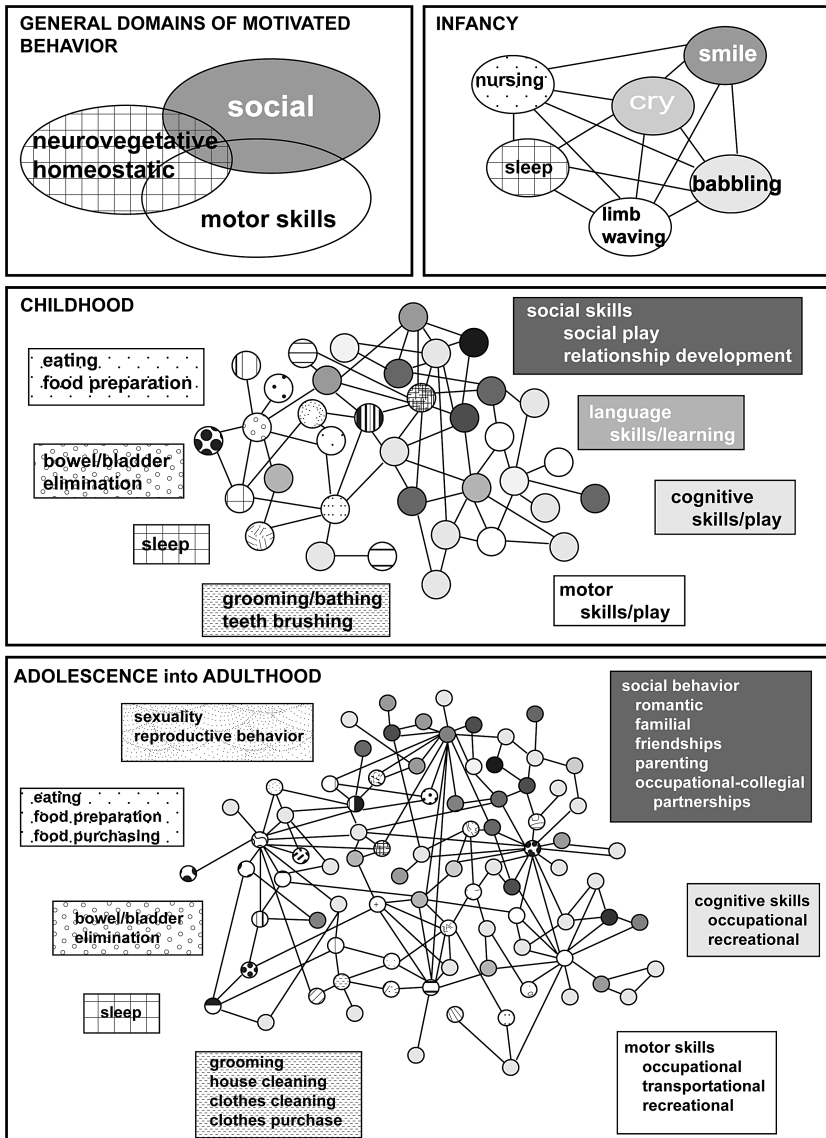 GENERAL DOMAINS OF MOTIVATED
BEHAVIOR
social
neurovegetative
homeostatic
motor skills
INFANCY
smile
nursing
cry
sleep
babbling
limb
waving
CHILDHOOD
social skills
social play
relationship development
eating
food preparation
language
skills/learning
bowel/bladder
elimination
cognitive
skills/play
sleep
grooming/bathing
teeth brushing
motor
skills/play
ADOLESCENCE into ADULTHOOD
social behavior
romantic
familial
friendships
parenting
occupational-collegial
partnerships
sexuality
reproductive behavior
eating
food preparation
food purchasing
cognitive skills
occupational
recreational
bowel/bladder
elimination
sleep
motor skills
occupational
transportational
recreational
grooming
house cleaning
clothes cleaning
clothes purchase